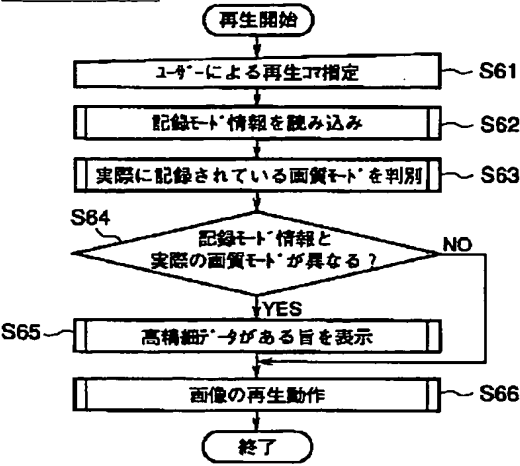 再生開始
ユーザーによる再生コマ指定
S61
記録モード情報を読み込み
S62
実際に記録されている画質モードを判別
S63
S64
記録モード情報と
実際の画質モードが異なる?
NO
YES
S65
高精細データがある旨を表示
画像の再生動作
S66
終了